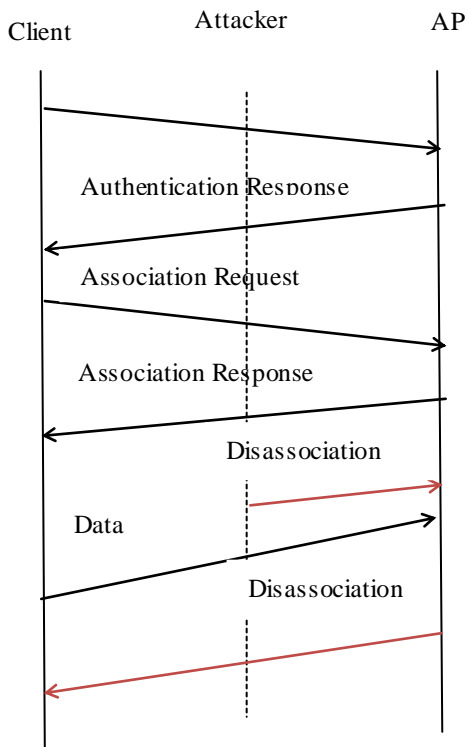 Client
Attacker
AP
Authentication Response
Association Request
Association Response
Disassociation
Data
Disassociation